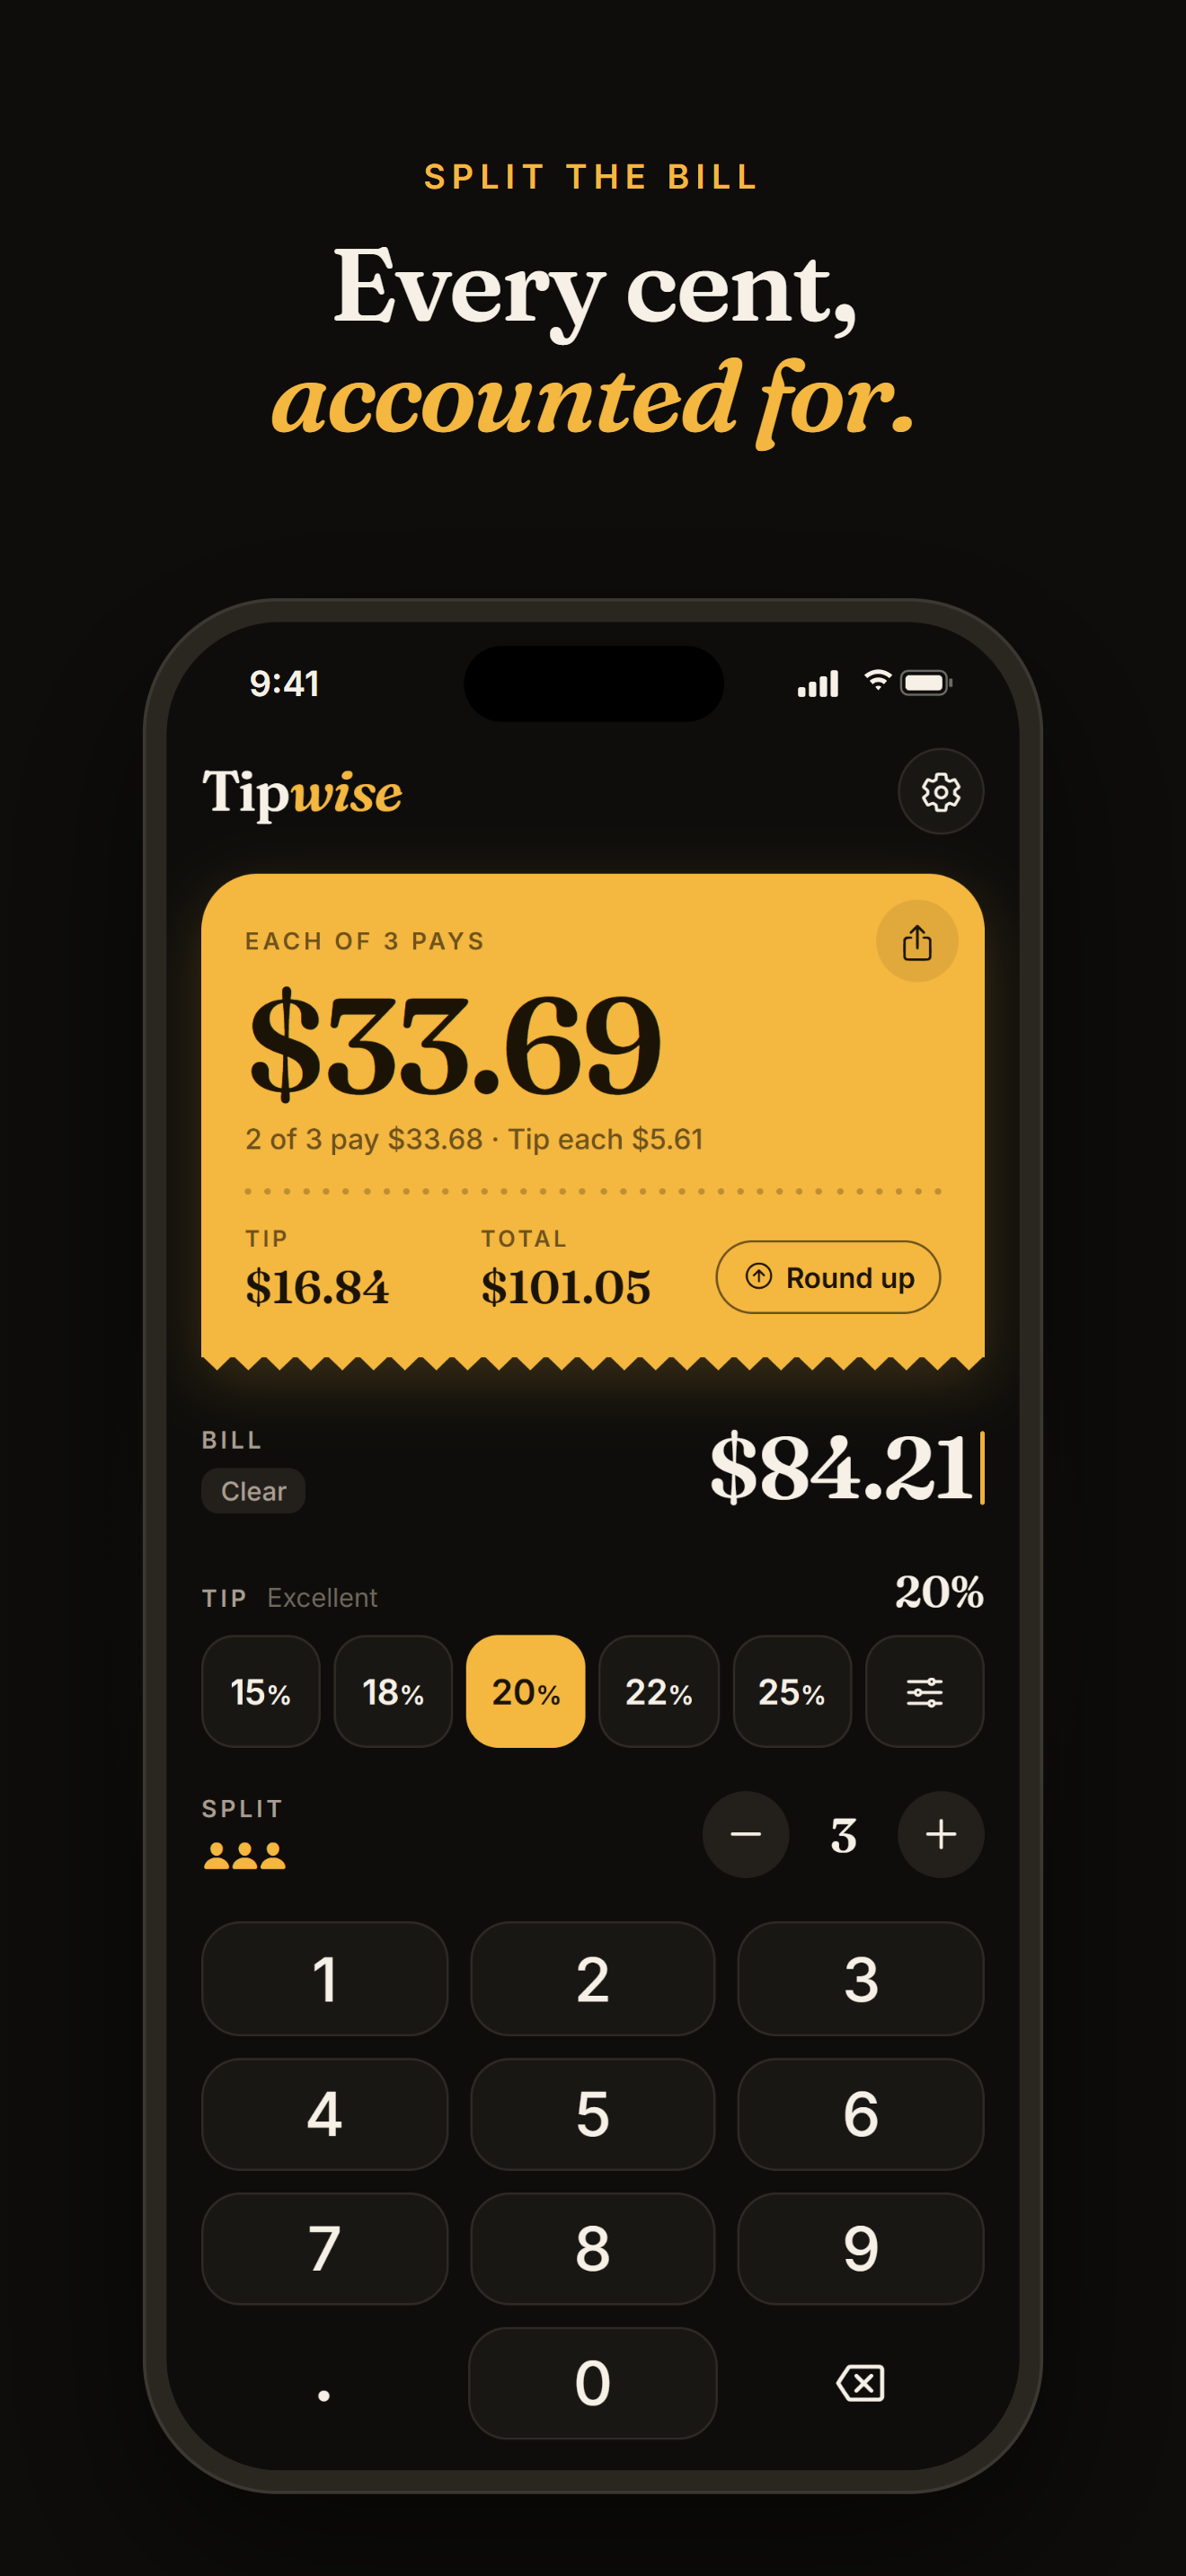 SPLIT THE BILL
Every cent,
accounted for.
9:41
Tipwise
EACH OF 3 PAYS
$33.69
2 of 3 pay $33.68 · Tip each $5.61
TIP TOTAL
$16.84 $101.05 Round up
BILL
Clear
$84.21
TIP Excellent 20%
15% 18% 20% 22% 25%
SPLIT
3
1 2 3
4 5 6
7 8 9
. 0